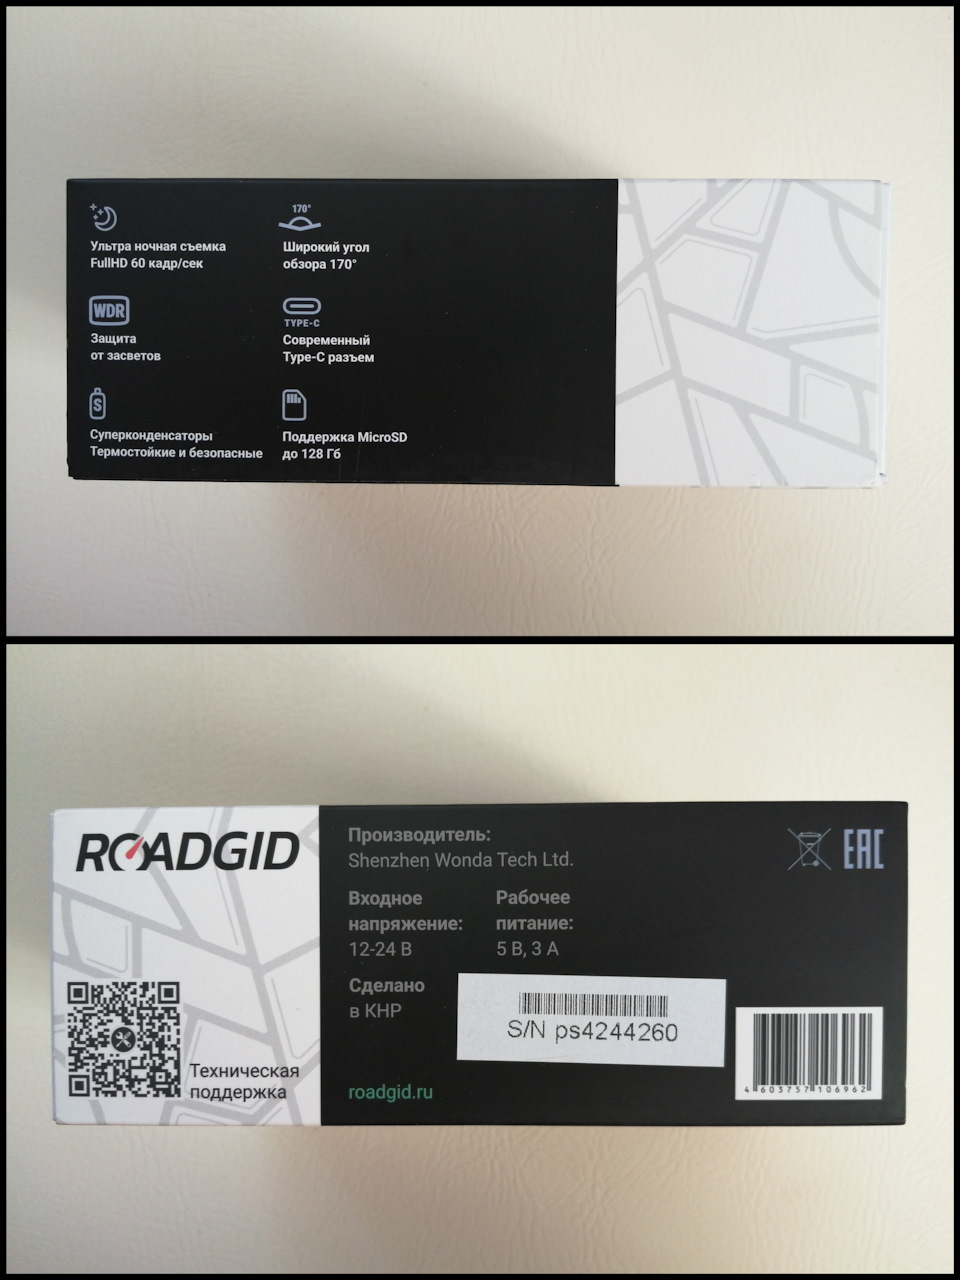 170°
Ультра ночная съемка
FullHD 60 кадр/сек
Широкий угол
обзора 170°
WDR
TYPE-C
Защита
от засветов
Современный
Type-C разъем
S
Суперконденсаторы
Термостойкие и безопасные
Поддержка MicroSD
до 128 Гб
ROADGID
Техническая
поддержка
Производитель:
Shenzhen Wonda Tech Ltd.
Входное
напряжение:
12-24 В
Рабочее
питание:
5 В, 3 А
Сделано
в КНР
roadgid.ru
S/N ps4244260
EAC
4 603757 106962